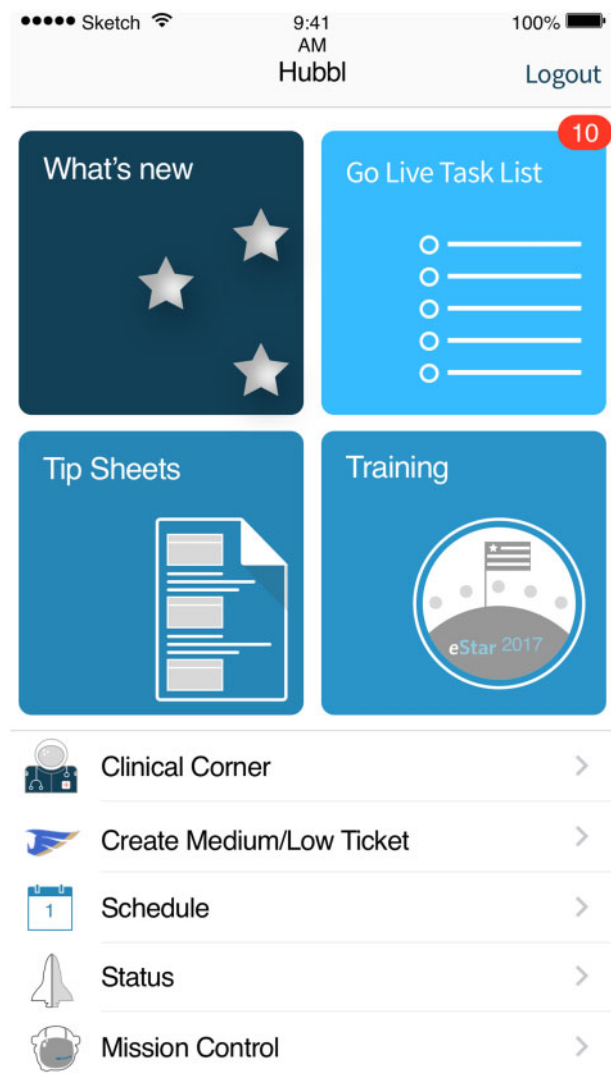 Sketch
9:41
AM
100%
Hubbl
Logout
10
What's new
Go Live Task List
Tip Sheets
Training
eStar 2017
Clinical Corner
Create Medium/Low Ticket
1
Schedule
Status
Mission Control